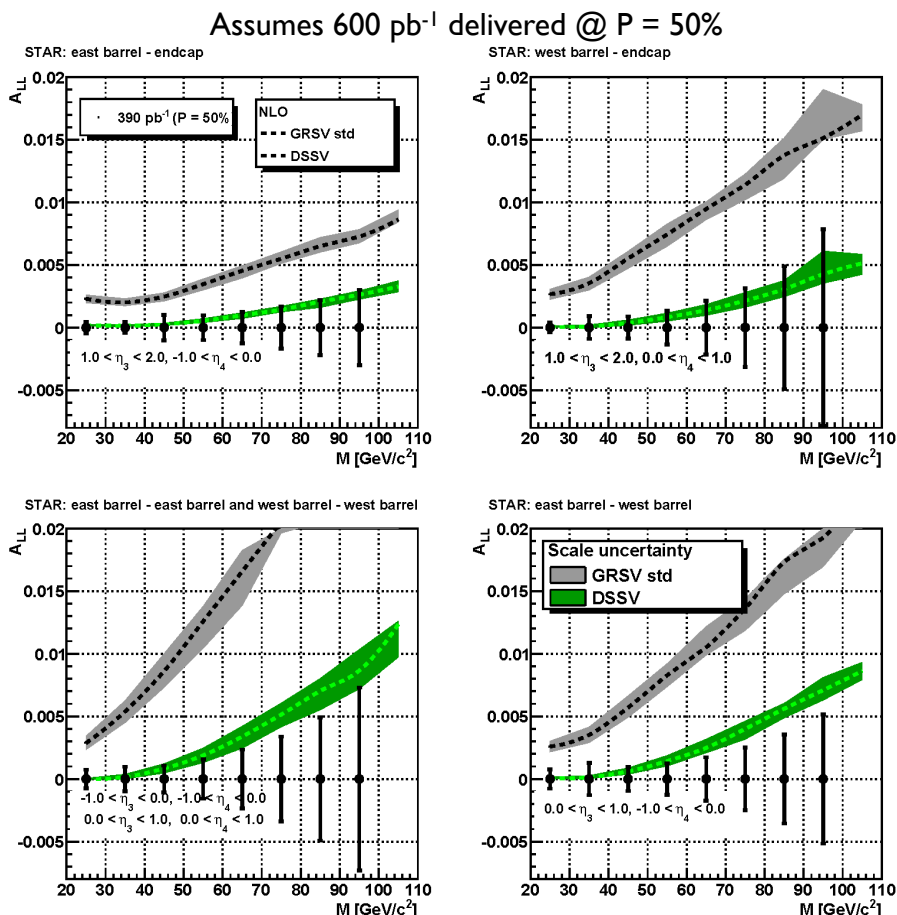 Assumes 600 pb-1 delivered @ P = 50%
STAR: east barrel - endcap
ALL
0.02
0.015
0.01
0.005
0
-0.005
390 pb-1 (P = 50%
NLO
GRSV std
DSSV
1.0 < η3 < 2.0, -1.0 < η4 < 0.0
20 30 40 50 60 70 80 90 100 110
M [GeV/c2]
STAR: west barrel - endcap
ALL
0.02
0.015
0.01
0.005
0
-0.005
1.0 < η3 < 2.0, 0.0 < η4 < 1.0
20 30 40 50 60 70 80 90 100 110
M [GeV/c2]
STAR: east barrel - east barrel and west barrel - west barrel
ALL
0.02
0.015
0.01
0.005
0
-0.005
-1.0 < η3 < 0.0, -1.0 < η4 < 0.0
0.0 < η3 < 1.0, 0.0 < η4 < 1.0
20 30 40 50 60 70 80 90 100 110
M [GeV/c2]
STAR: east barrel - west barrel
ALL
0.02
0.015
0.01
0.005
0
-0.005
Scale uncertainty
GRSV std
DSSV
0.0 < η3 < 1.0, -1.0 < η4 < 0.0
20 30 40 50 60 70 80 90 100 110
M [GeV/c2]